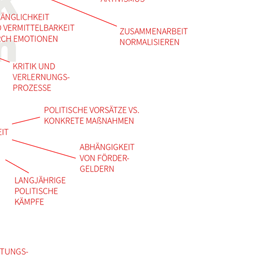 ÄNGLICHKEIT
VERMITTELBARKEIT
CH EMOTIONEN
ZUSAMMENARBEIT
NORMALISIEREN
KRITIK UND
VERLERNUNGS-
PROZESSE
POLITISCHE VORSÄTZE VS.
KONKRETE MAßNAHMEN
EIT
ABHÄNGIGKEIT
VON FÖRDER-
GELDERN
LANGJÄHRIGE
POLITISCHE
KÄMPFE
TUNGS-